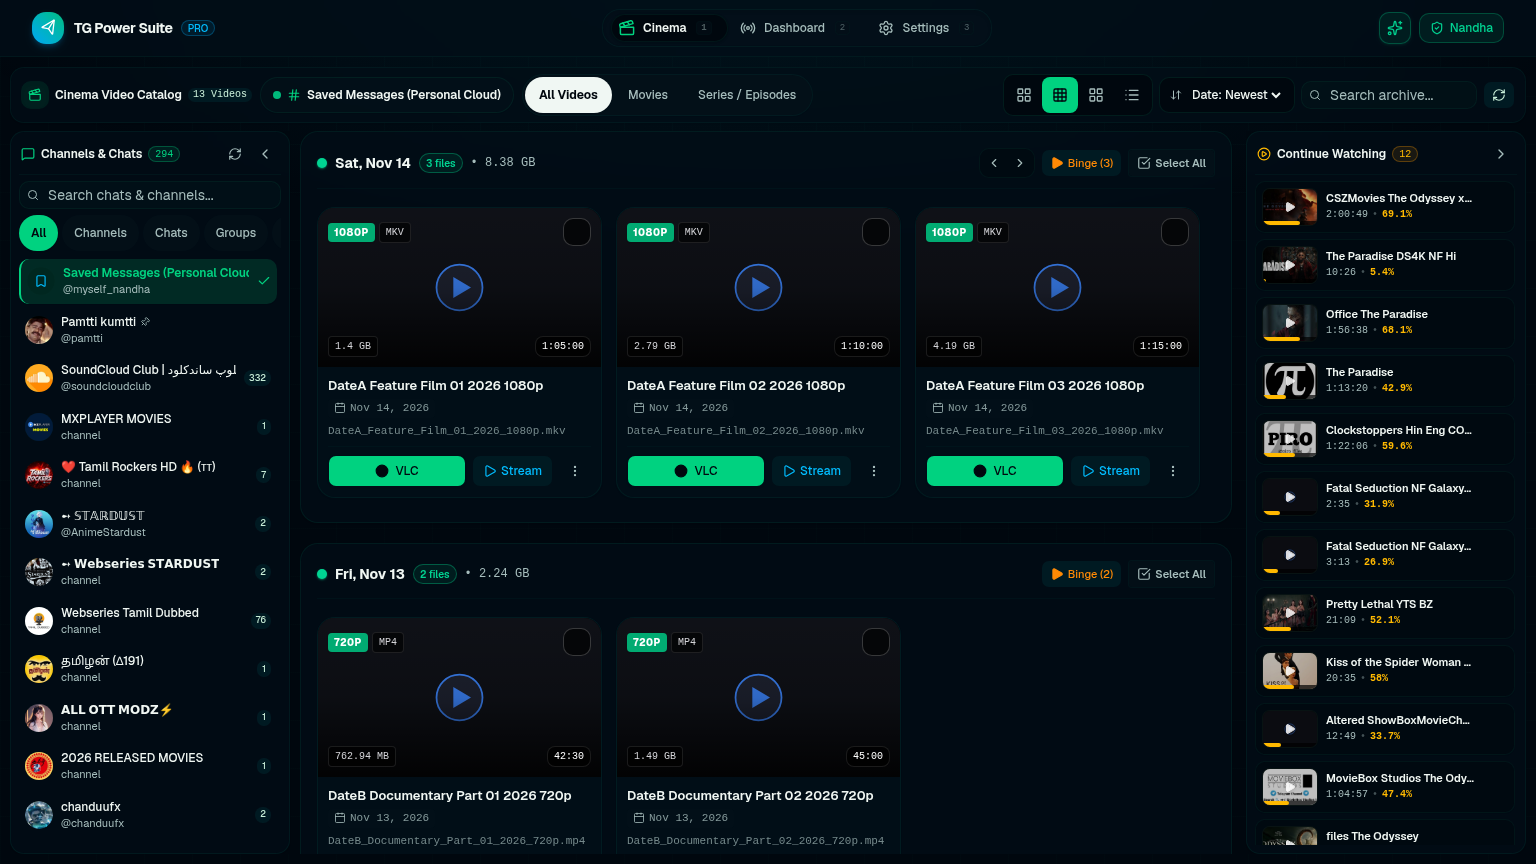 TG Power Suite PRO
Cinema 1
Dashboard 2
Settings 3
Nandha
Cinema Video Catalog 13 Videos
# Saved Messages (Personal Cloud)
All Videos
Movies
Series / Episodes
Date: Newest
Search archive...
Channels & Chats 294
Search chats & channels...
All
Channels
Chats
Groups
Saved Messages (Personal Cloud
@myself_nandha
Pamtti kumtti
@pamtti
SoundCloud Club | لوپ ساندکلود
@soundcloudclub
332
MXPLAYER MOVIES
channel
1
❤️ Tamil Rockers HD 🔥 (ᴛᴛ)
channel
7
➻ 𝕊𝕋𝔸ℝ𝔻𝕌𝕊𝕋
@AnimeStardust
2
➻ 𝗪𝗲𝗯𝘀𝗲𝗿𝗶𝗲𝘀 𝗦𝗧𝗔𝗥𝗗𝗨𝗦𝗧
channel
2
Webseries Tamil Dubbed
channel
76
தமிழன் (Δ191)
channel
1
𝗔𝗟𝗟 𝗢𝗧𝗧 𝗠𝗢𝗗𝗭⚡
channel
1
2026 RELEASED MOVIES
channel
1
chanduufx
@chanduufx
2
Sat, Nov 14 3 files • 8.38 GB
Binge (3)
Select All
1080P MKV
1.4 GB 1:05:00
DateA Feature Film 01 2026 1080p
Nov 14, 2026
DateA_Feature_Film_01_2026_1080p.mkv
VLC Stream
1080P MKV
2.79 GB 1:10:00
DateA Feature Film 02 2026 1080p
Nov 14, 2026
DateA_Feature_Film_02_2026_1080p.mkv
VLC Stream
1080P MKV
4.19 GB 1:15:00
DateA Feature Film 03 2026 1080p
Nov 14, 2026
DateA_Feature_Film_03_2026_1080p.mkv
VLC Stream
Fri, Nov 13 2 files • 2.24 GB
Binge (2)
Select All
720P MP4
762.94 MB 42:30
DateB Documentary Part 01 2026 720p
Nov 13, 2026
DateB_Documentary_Part_01_2026_720p.mp4
720P MP4
1.49 GB 45:00
DateB Documentary Part 02 2026 720p
Nov 13, 2026
DateB_Documentary_Part_02_2026_720p.mp4
Continue Watching 12
CSZMovies The Odyssey x...
2:00:49 • 69.1%
The Paradise DS4K NF Hi
10:26 • 5.4%
Office The Paradise
1:56:38 • 68.1%
The Paradise
1:13:20 • 42.9%
Clockstoppers Hin Eng CO...
1:22:06 • 59.6%
Fatal Seduction NF Galaxy...
2:35 • 31.9%
Fatal Seduction NF Galaxy...
3:13 • 26.9%
Pretty Lethal YTS BZ
21:09 • 52.1%
Kiss of the Spider Woman ...
20:35 • 58%
Altered ShowBoxMovieCh...
12:49 • 33.7%
MovieBox Studios The Ody...
1:04:57 • 47.4%
files The Odyssey